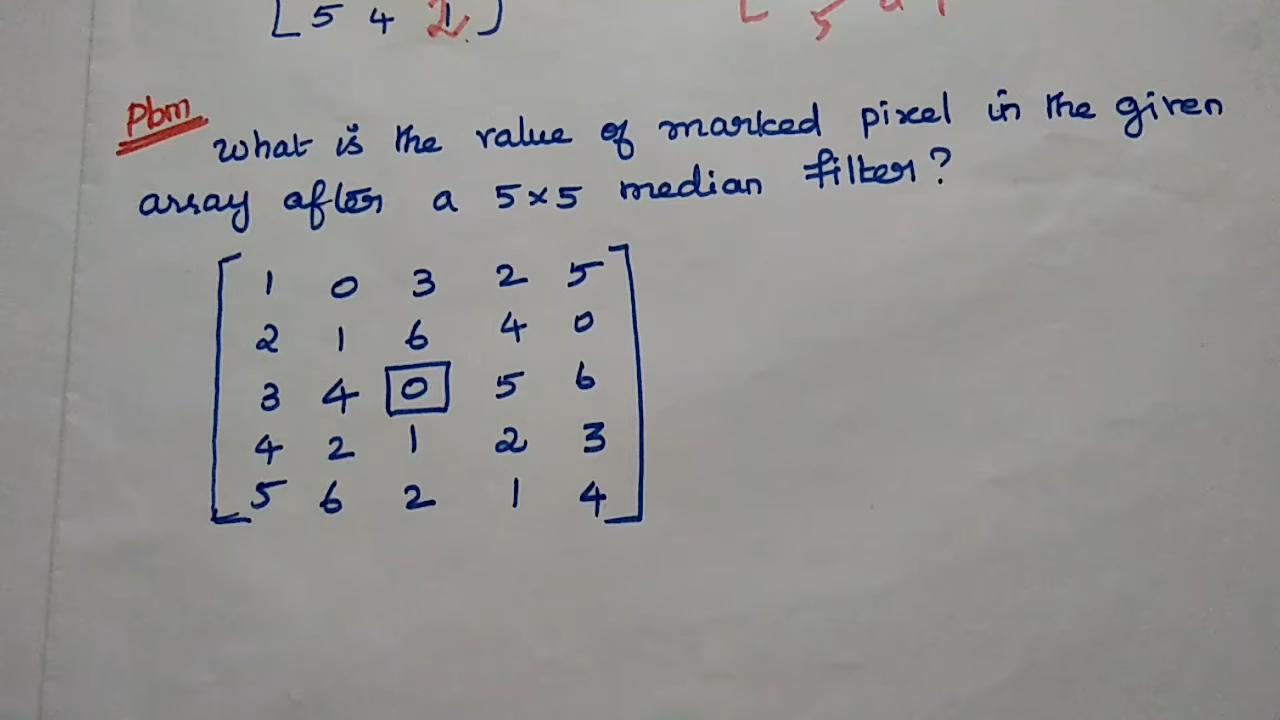 [5 4 2]
Pbm
What is the value of marked pixel in the given
array after a 5×5 median filter?
1 0 3 2 5
2 1 6 4 0
3 4 0 5 6
4 2 1 2 3
5 6 2 1 4